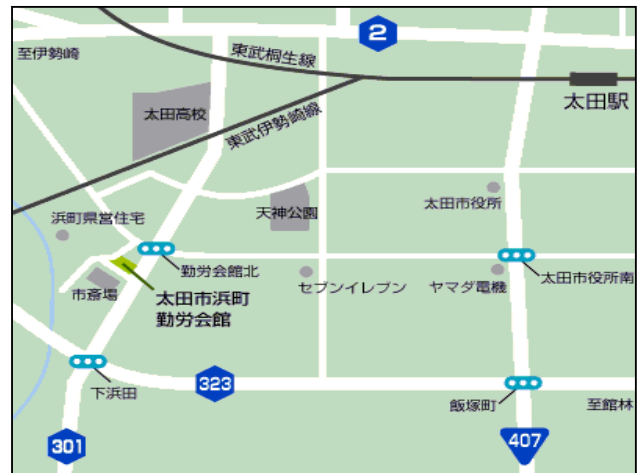 2
至伊勢崎
東武桐生線
太田駅
太田高校
東武伊勢崎線
太田市役所
浜町県営住宅
天神公園
勤労会館北
太田市役所南
セブンイレブン
ヤマダ電機
市斎場
太田市浜町
勤労会館
下浜田
323
飯塚町
至館林
301
407